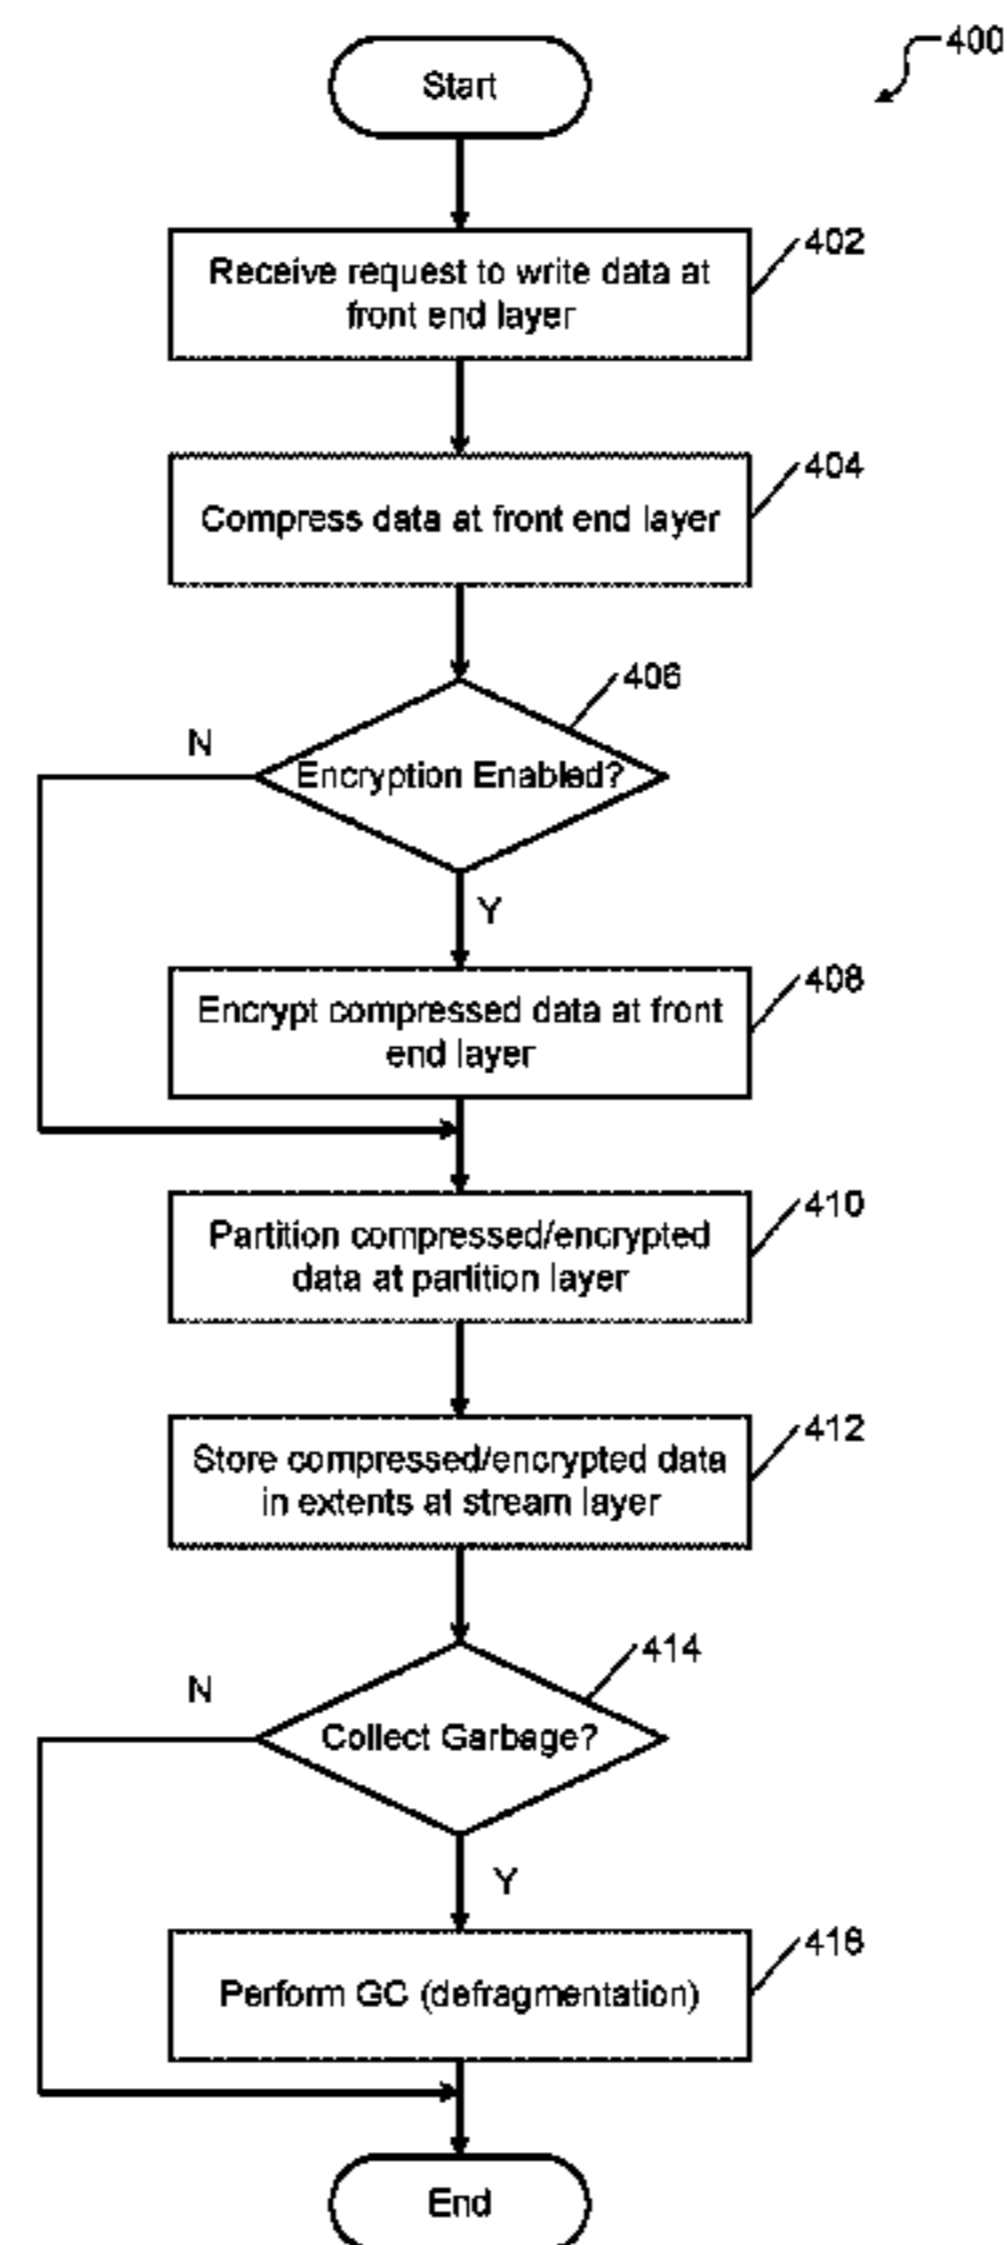 400
Start
402
Receive request to write data at
front end layer
404
Compress data at front end layer
406
N
Encryption Enabled?
Y
408
Encrypt compressed data at front
end layer
410
Partition compressed/encrypted
data at partition layer
412
Store compressed/encrypted data
in extents at stream layer
414
N
Collect Garbage?
Y
416
Perform GC (defragmentation)
End